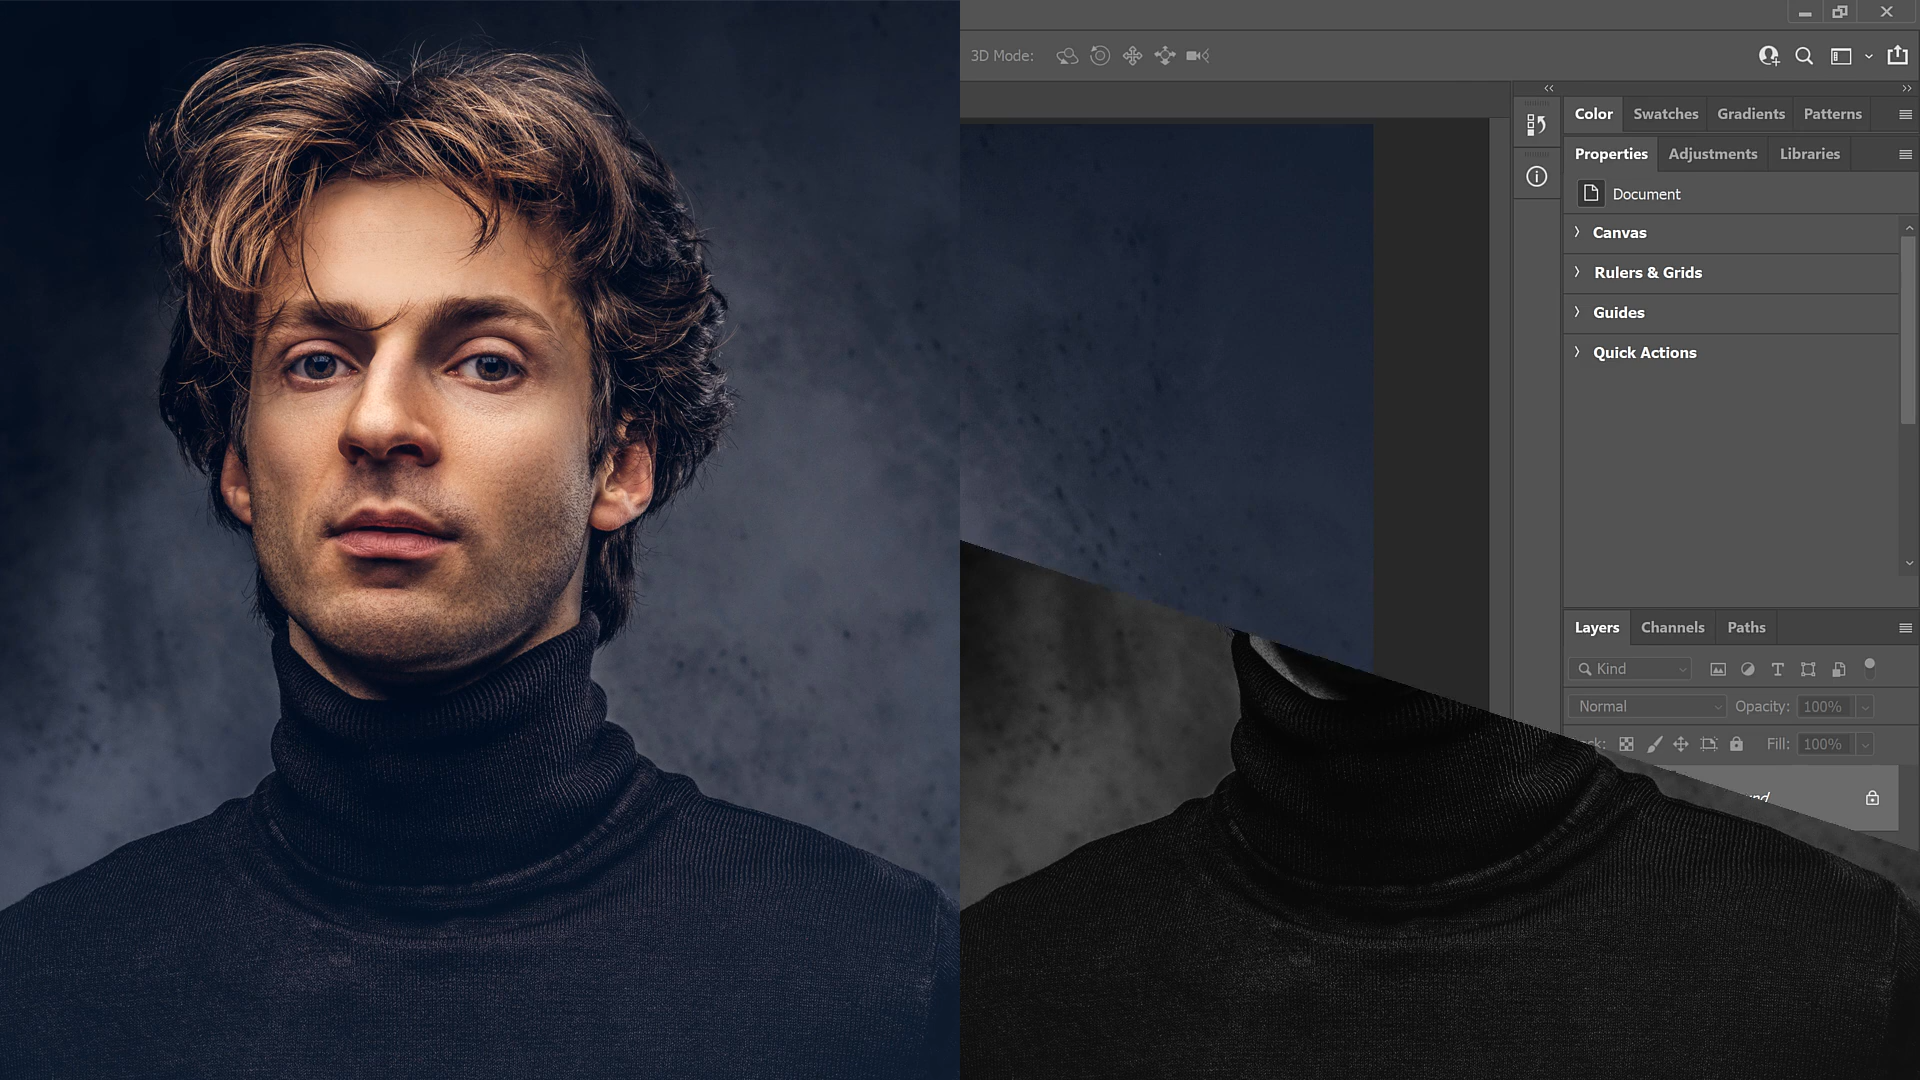 3D Mode:
Color Swatches Gradients Patterns
Properties Adjustments Libraries
Document
Canvas
Rulers & Grids
Guides
Quick Actions
Layers Channels Paths
Kind
Normal Opacity: 100%
Fill: 100%